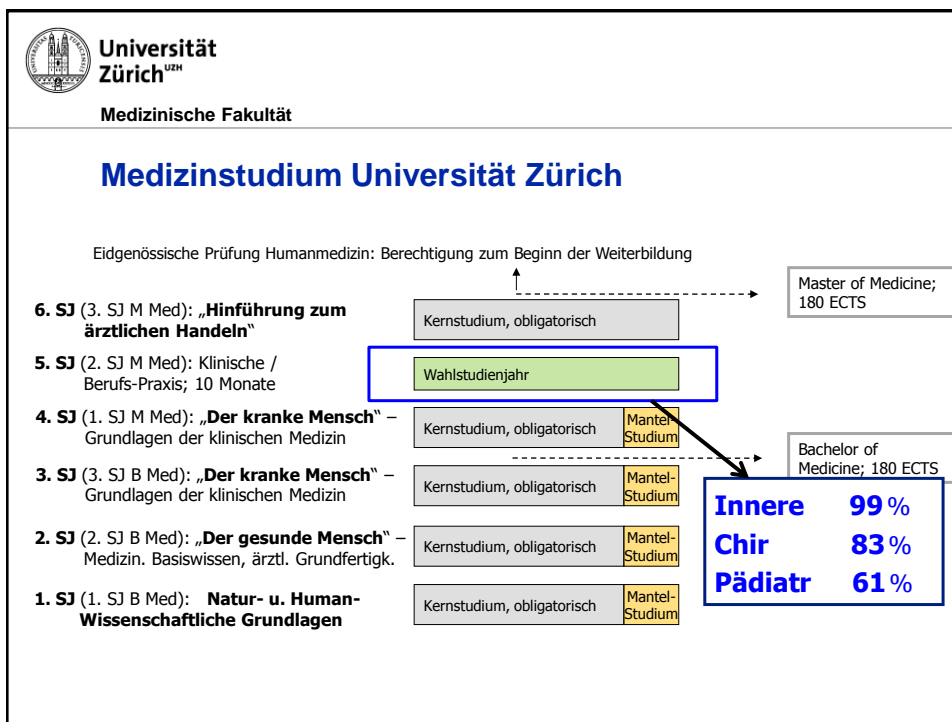 Universität
Zürich UZH
Medizinische Fakultät
Medizinstudium Universität Zürich
Eidgenössische Prüfung Humanmedizin: Berechtigung zum Beginn der Weiterbildung
Master of Medicine;
180 ECTS
6. SJ (3. SJ M Med): „Hinführung zum
ärztlichen Handeln“
Kernstudium, obligatorisch
5. SJ (2. SJ M Med): Klinische /
Berufs-Praxis; 10 Monate
Wahlstudienjahr
4. SJ (1. SJ M Med): „Der kranke Mensch“ –
Grundlagen der klinischen Medizin
Kernstudium, obligatorisch
Mantel-
Studium
Bachelor of
Medicine; 180 ECTS
3. SJ (3. SJ B Med): „Der kranke Mensch“ –
Grundlagen der klinischen Medizin
Kernstudium, obligatorisch
Mantel-
Studium
Innere 99 %
Chir 83 %
Pädiatr 61 %
2. SJ (2. SJ B Med): „Der gesunde Mensch“ –
Medizin. Basiswissen, ärztl. Grundfertigk.
Kernstudium, obligatorisch
Mantel-
Studium
1. SJ (1. SJ B Med): Natur- u. Human-
Wissenschaftliche Grundlagen
Kernstudium, obligatorisch
Mantel-
Studium